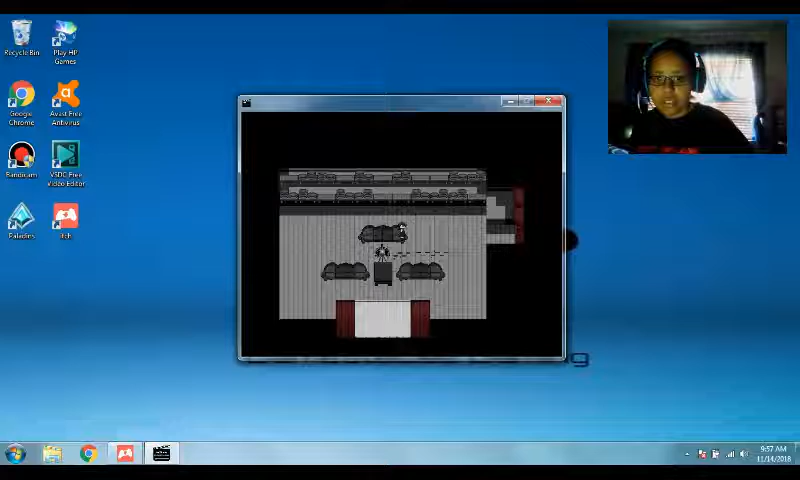 Recycle Bin
Play HP
Games
Google
Chrome
Avast Free
Antivirus
Bandicam
VSDC Free
Video Editor
Paladins
itch
9:57 AM
11/14/2018